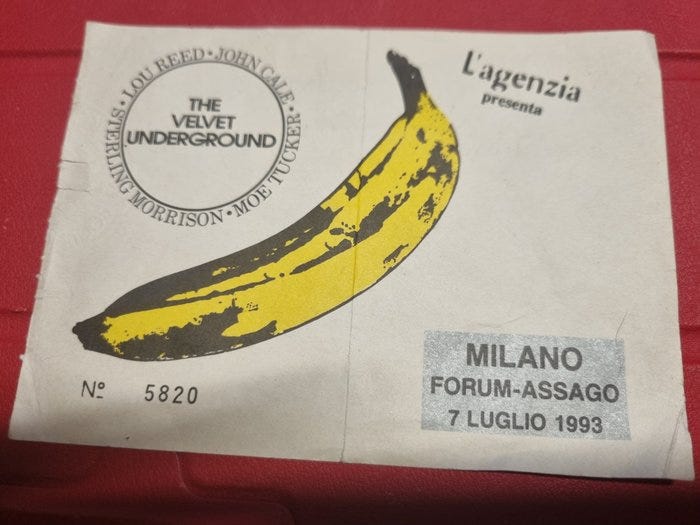 LOU REED • JOHN CALE • MOE TUCKER • STERLING MORRISON •
THE
VELVET
UNDERGROUND
L'agenzia
presenta
Nº 5820
MILANO
FORUM-ASSAGO
7 LUGLIO 1993